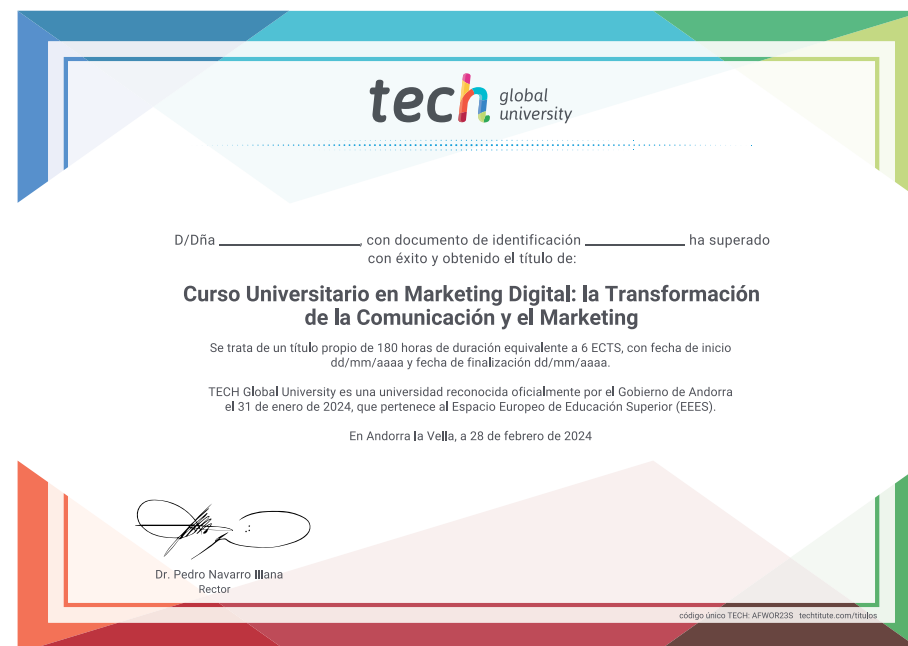 tech global university
D/Dña ____________________, con documento de identificación ______________ ha superado
con éxito y obtenido el título de:
Curso Universitario en Marketing Digital: la Transformación
de la Comunicación y el Marketing
Se trata de un título propio de 180 horas de duración equivalente a 6 ECTS, con fecha de inicio
dd/mm/aaaa y fecha de finalización dd/mm/aaaa.
TECH Global University es una universidad reconocida oficialmente por el Gobierno de Andorra
el 31 de enero de 2024, que pertenece al Espacio Europeo de Educación Superior (EEES).
En Andorra la Vella, a 28 de febrero de 2024
Dr. Pedro Navarro Illana
Rector
código único TECH: AFWOR23S techtitute.com/titulos